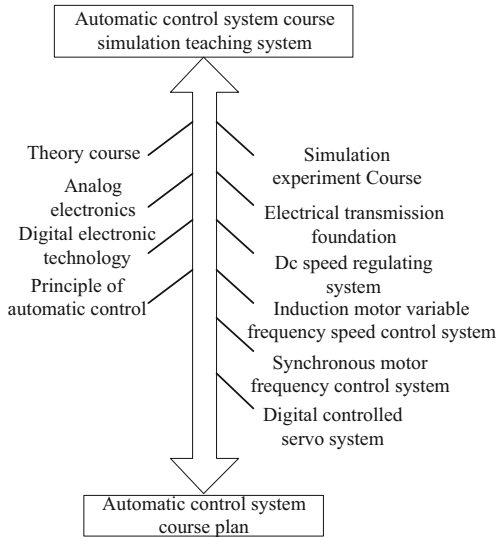 Automatic control system course
simulation teaching system
Theory course
Analog
electronics
Digital electronic
technology
Principle of
automatic control
Simulation
experiment Course
Electrical transmission
foundation
Dc speed regulating
system
Induction motor variable
frequency speed control system
Synchronous motor
frequency control system
Digital controlled
servo system
Automatic control system
course plan